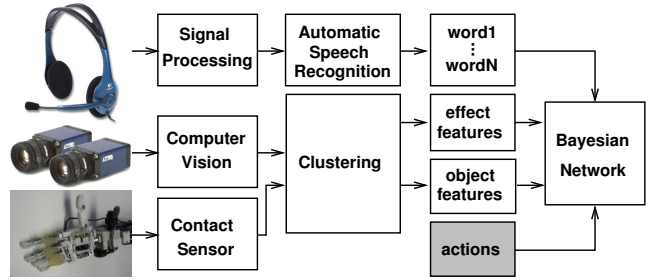 Signal
Processing
Automatic
Speech
Recognition
word1
wordN
Computer
Vision
Clustering
effect
features
Bayesian
Network
object
features
Contact
Sensor
actions